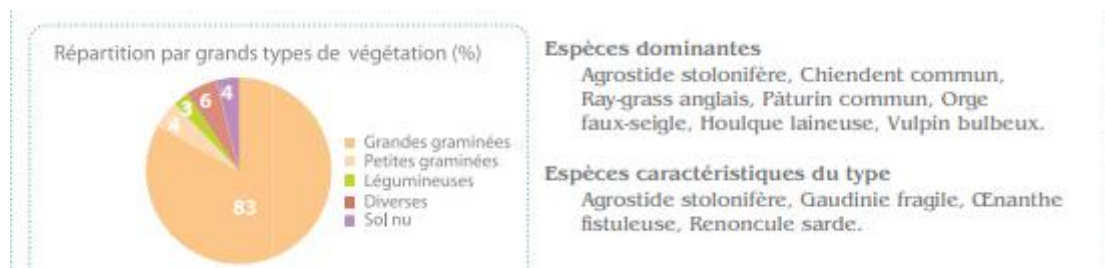 Répartition par grands types de végétation (%)
4
6
3
4
83
Grandes graminées
Petites graminées
Légumineuses
Diverses
Sol nu
Espèces dominantes
Agrostide stolonifère, Chiendent commun,
Ray-grass anglais, Pâturin commun, Orge
faux-seigle, Houlque laineuse, Vulpin bulbeux.
Espèces caractéristiques du type
Agrostide stolonifère, Gaudinie fragile, Œnanthe
fistuleuse, Renoncule sarde.